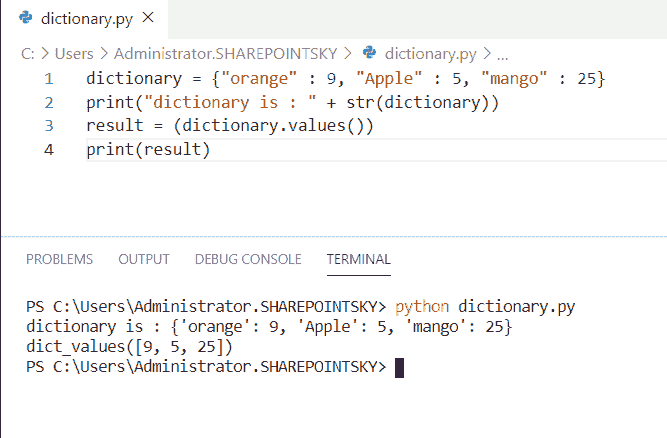 dictionary.py ×
C: > Users > Administrator.SHAREPOINTSKY > dictionary.py > ...
1 dictionary = {"orange" : 9, "Apple" : 5, "mango" : 25}
2 print("dictionary is : " + str(dictionary))
3 result = (dictionary.values())
4 print(result)
PROBLEMS OUTPUT DEBUG CONSOLE TERMINAL
PS C:\Users\Administrator.SHAREPOINTSKY> python dictionary.py
dictionary is : {'orange': 9, 'Apple': 5, 'mango': 25}
dict_values([9, 5, 25])
PS C:\Users\Administrator.SHAREPOINTSKY>